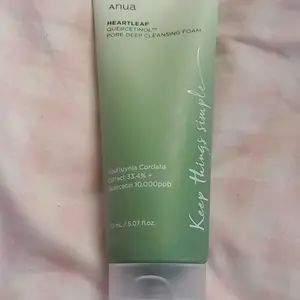 ANUA
HEARTLEAF
QUERCETINOL™
PORE DEEP CLEANSING FOAM
Keep things simple
Houttuynia Cordata
Extract 33.4% +
Quercetin 10,000ppb
/ 5.07 fl.oz.